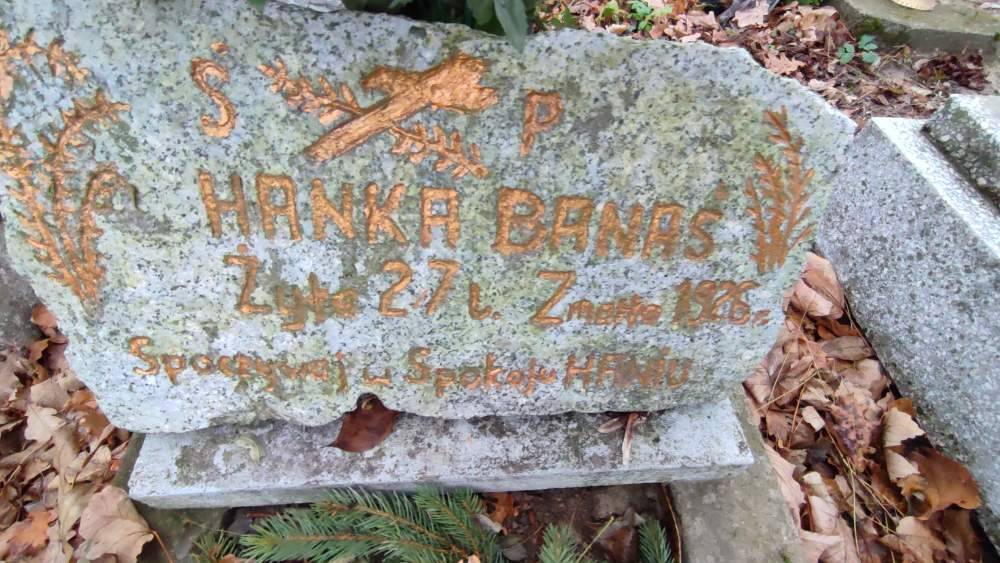 S P
HANKA BANAŚ
Żyła 27 l. Zmarła 1926 r.
Spoczywaj w Spokoju HANIU